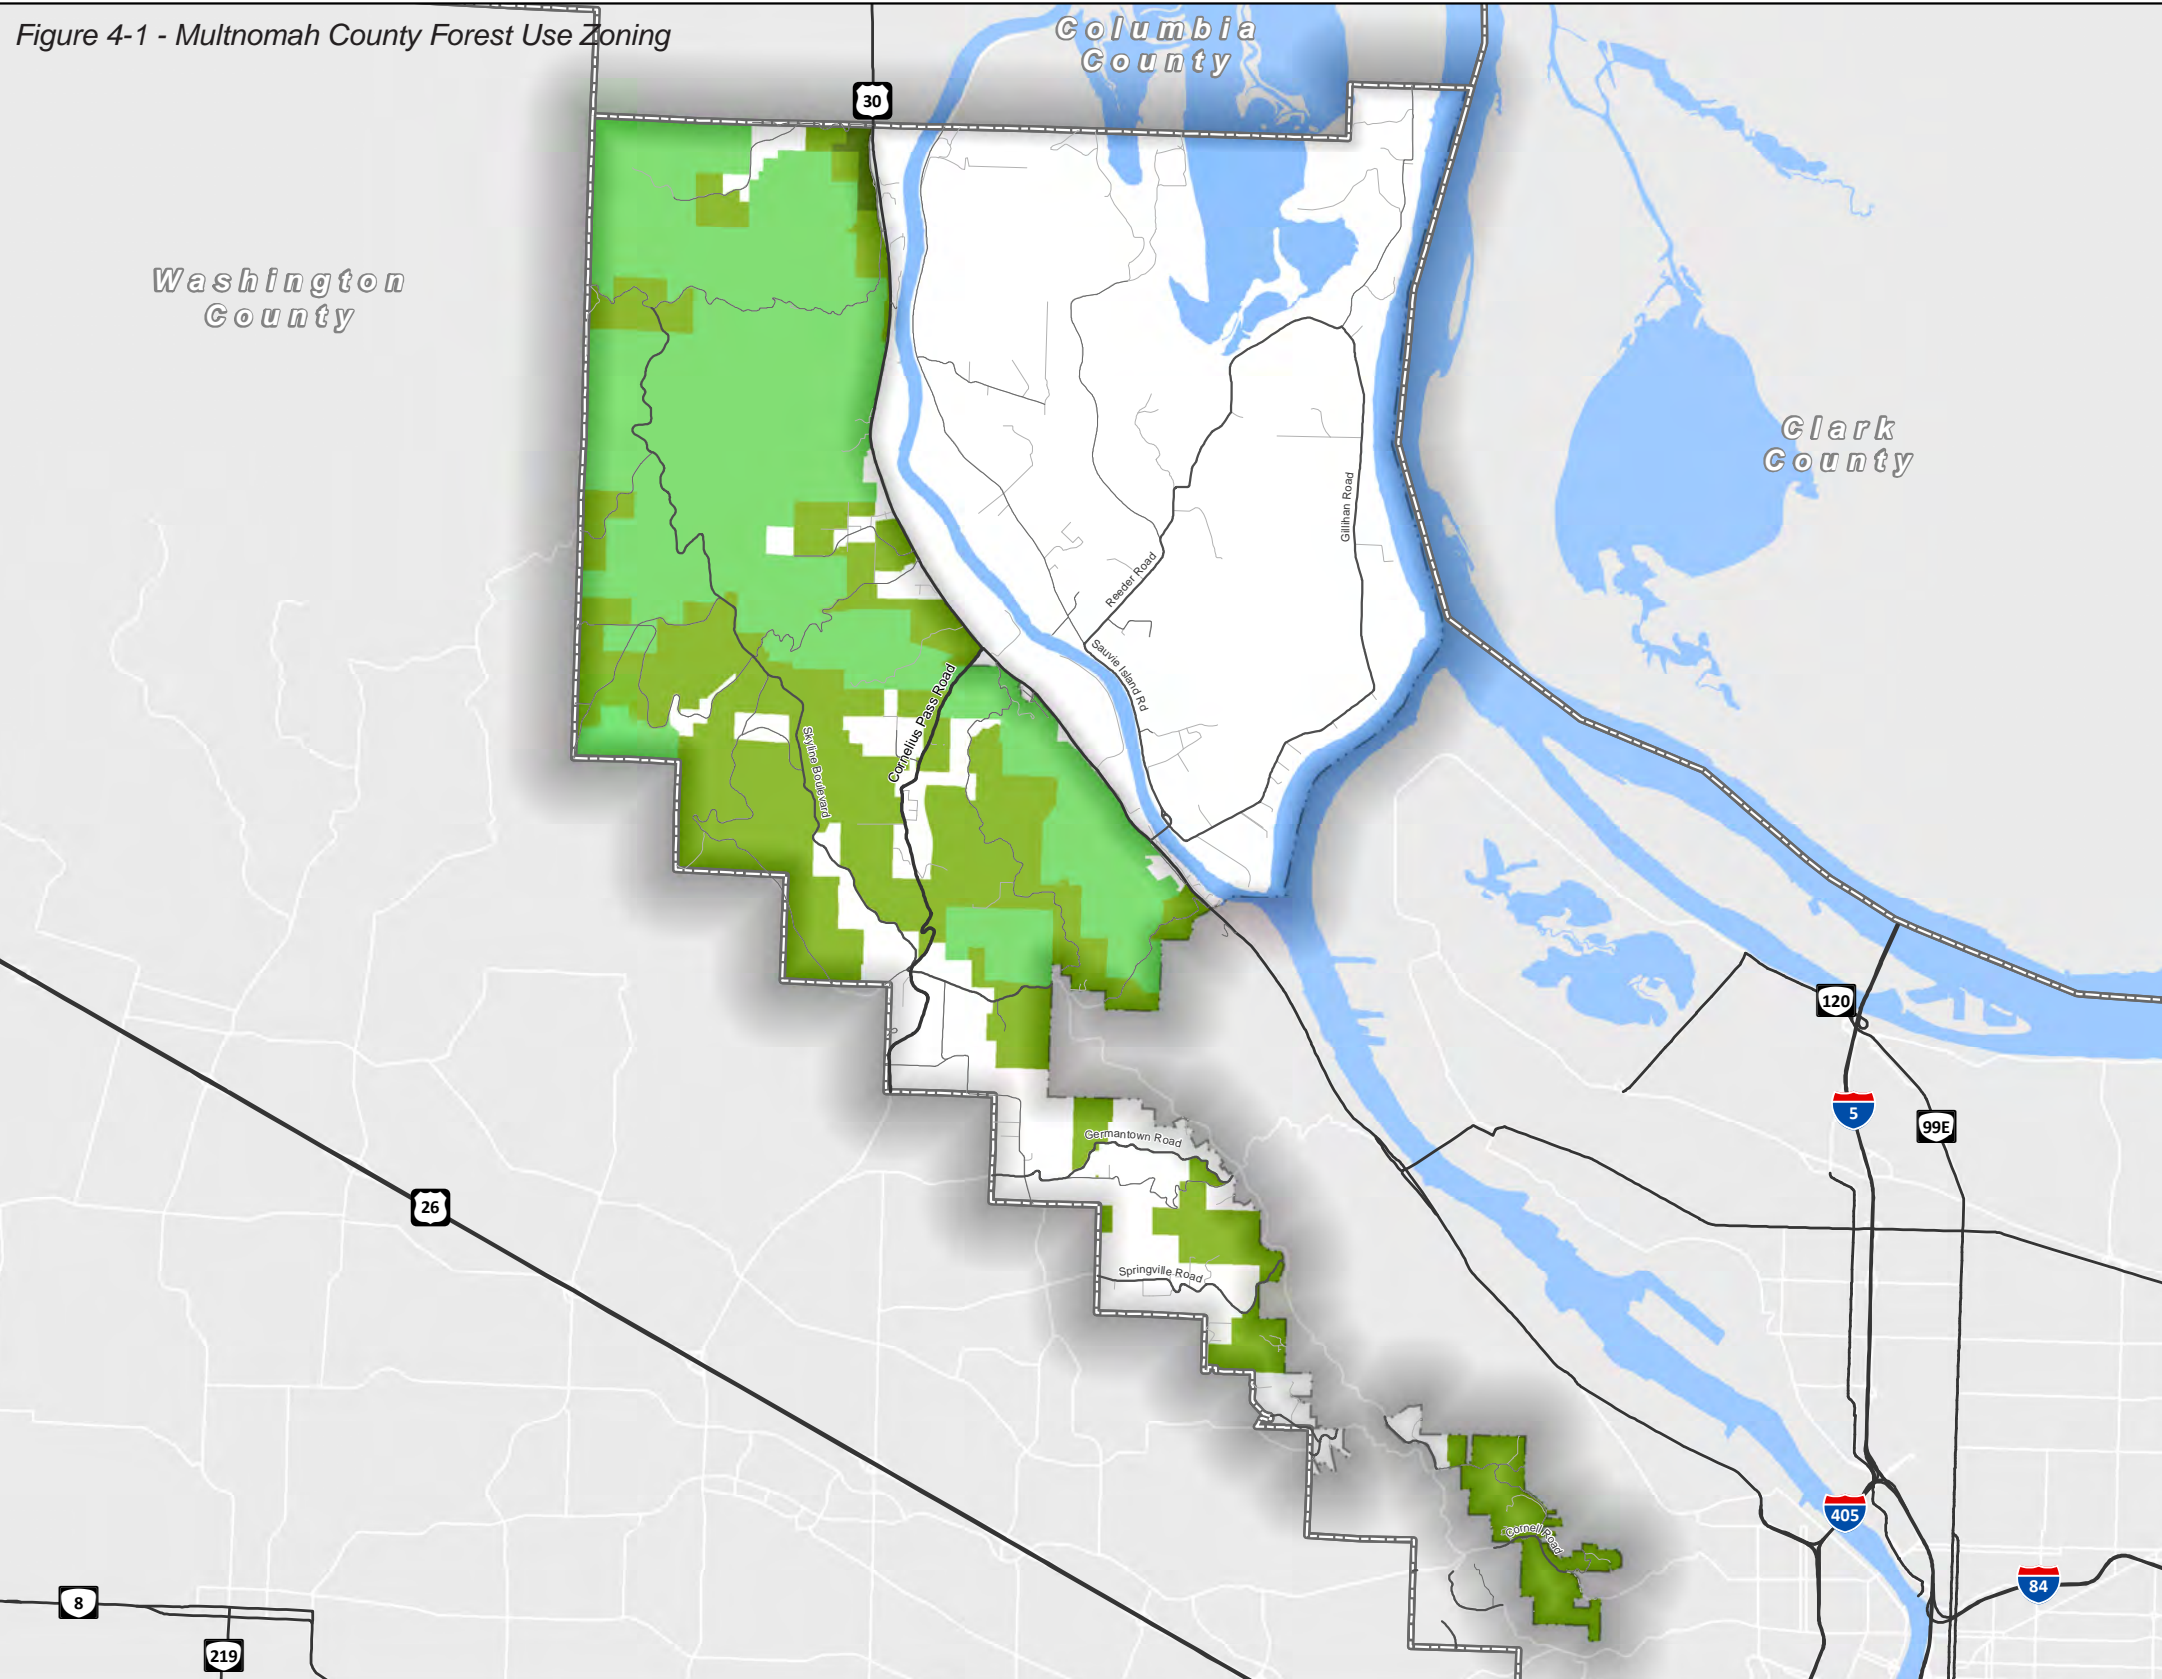 Figure 4-1 - Multnomah County Forest Use Zoning
Columbia
County
30
Washington
County
Clark
County
Gillihan Road
Reeder Road
Sauvie Island Rd
Cornelius Pass Road
Skyline Boulevard
120
5
99E
Germantown Road
26
Springville Road
405
Cornell Road
84
8
219